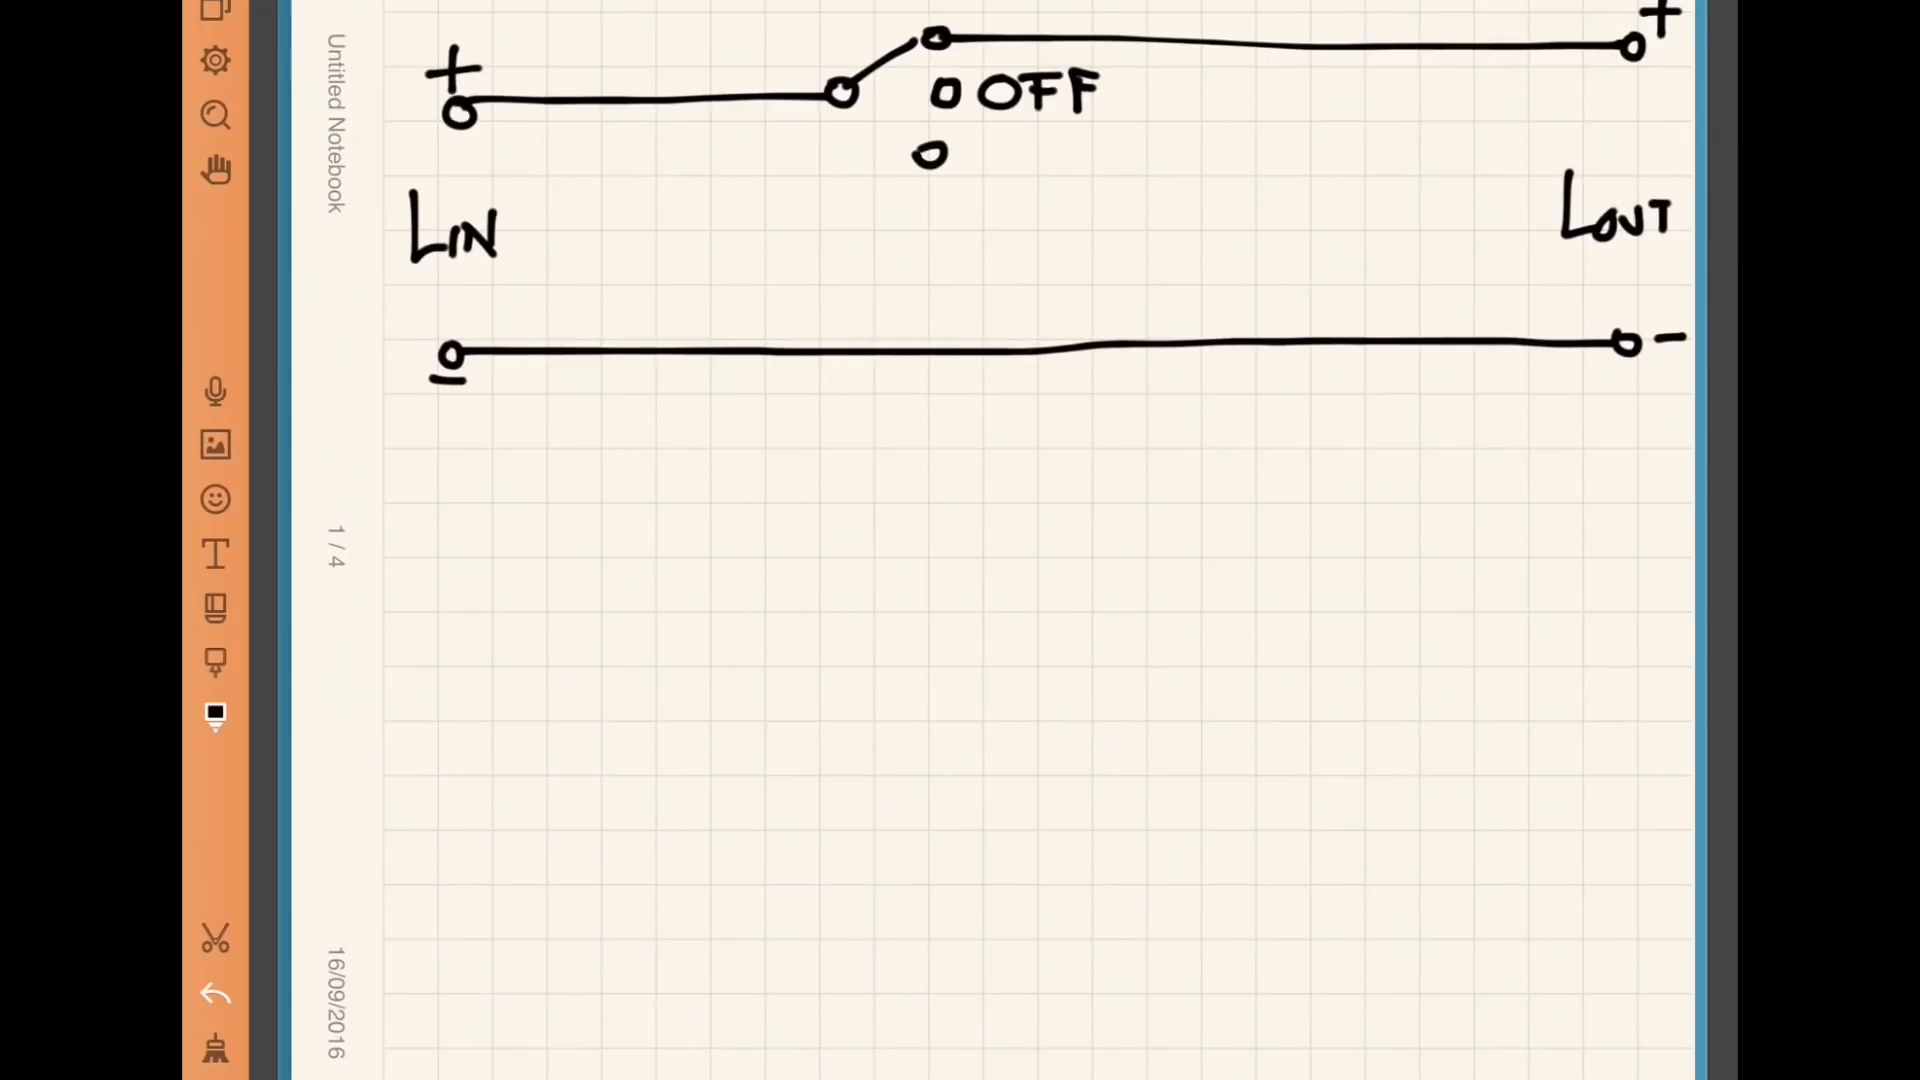 +
+
OFF
LIN
LOUT
-
-
Untitled Notebook
1 / 4
16/09/2016